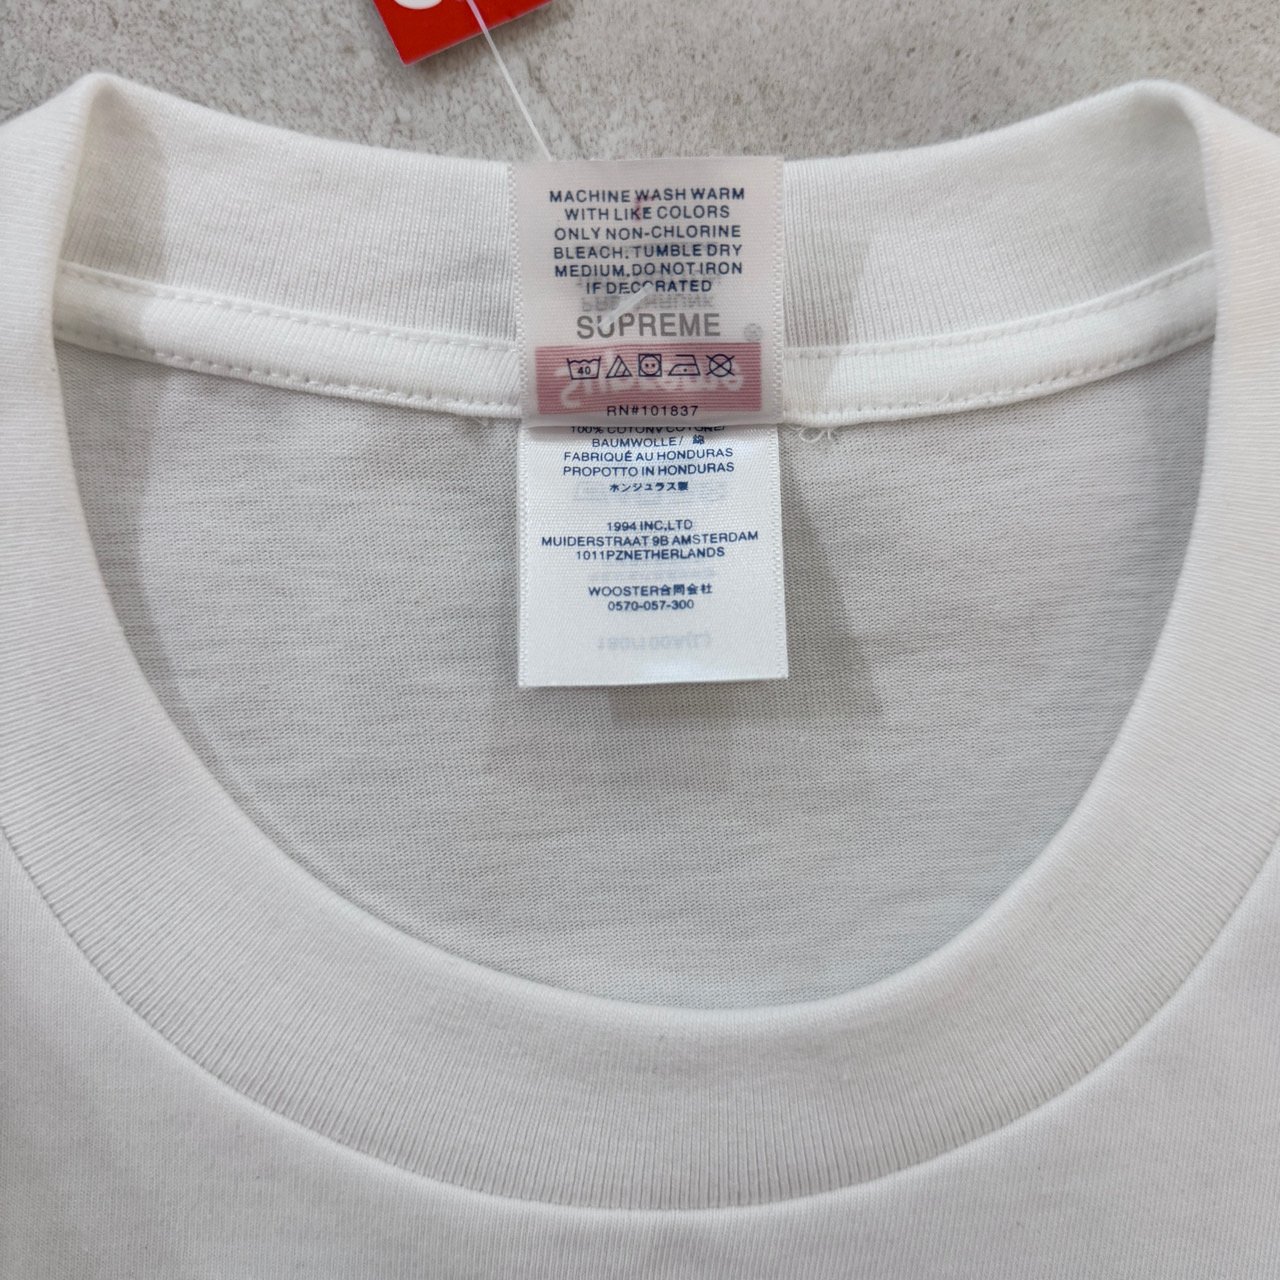 MACHINE WASH WARM
WITH LIKE COLORS
ONLY NON-CHLORINE
BLEACH.TUMBLE DRY
MEDIUM.DO NOT IRON
IF DECORATED
SUPREME
40
RN#101837
100% COTON/
BAUMWOLLE/ 綿
FABRIQUÉ AU HONDURAS
PROPOTTO IN HONDURAS
ホンジュラス製
1994 INC,LTD
MUIDERSTRAAT 9B AMSTERDAM
1011PZNETHERLANDS
WOOSTER合同会社
0570-057-300